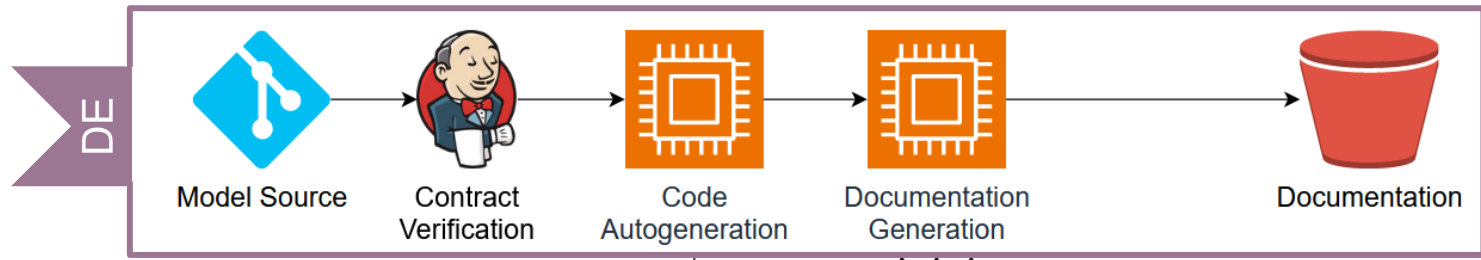 DE
Model Source
Contract
Verification
Code
Autogeneration
Documentation
Generation
Documentation